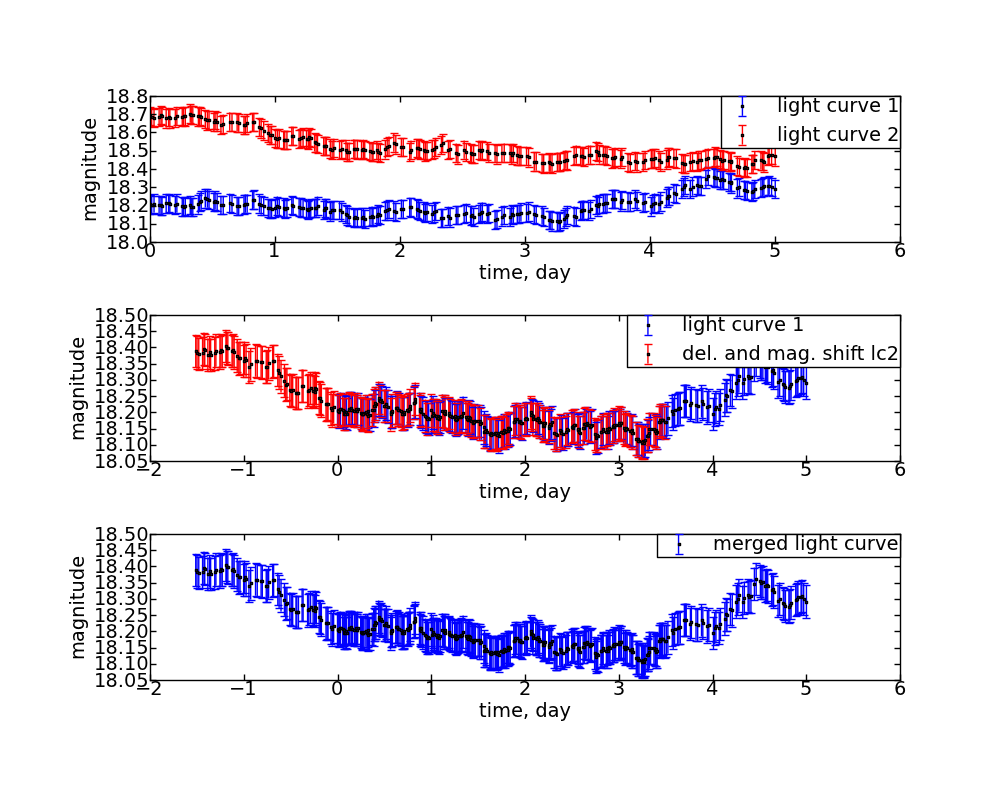 18.8
18.7
18.6
18.5
18.4
18.3
18.2
18.1
18.0
magnitude
light curve 1
light curve 2
0 1 2 3 4 5 6
time, day
18.50
18.45
18.40
18.35
18.30
18.25
18.20
18.15
18.10
18.05
magnitude
light curve 1
del. and mag. shift lc2
−2 −1 0 1 2 3 4 5 6
time, day
18.50
18.45
18.40
18.35
18.30
18.25
18.20
18.15
18.10
18.05
magnitude
merged light curve
−2 −1 0 1 2 3 4 5 6
time, day